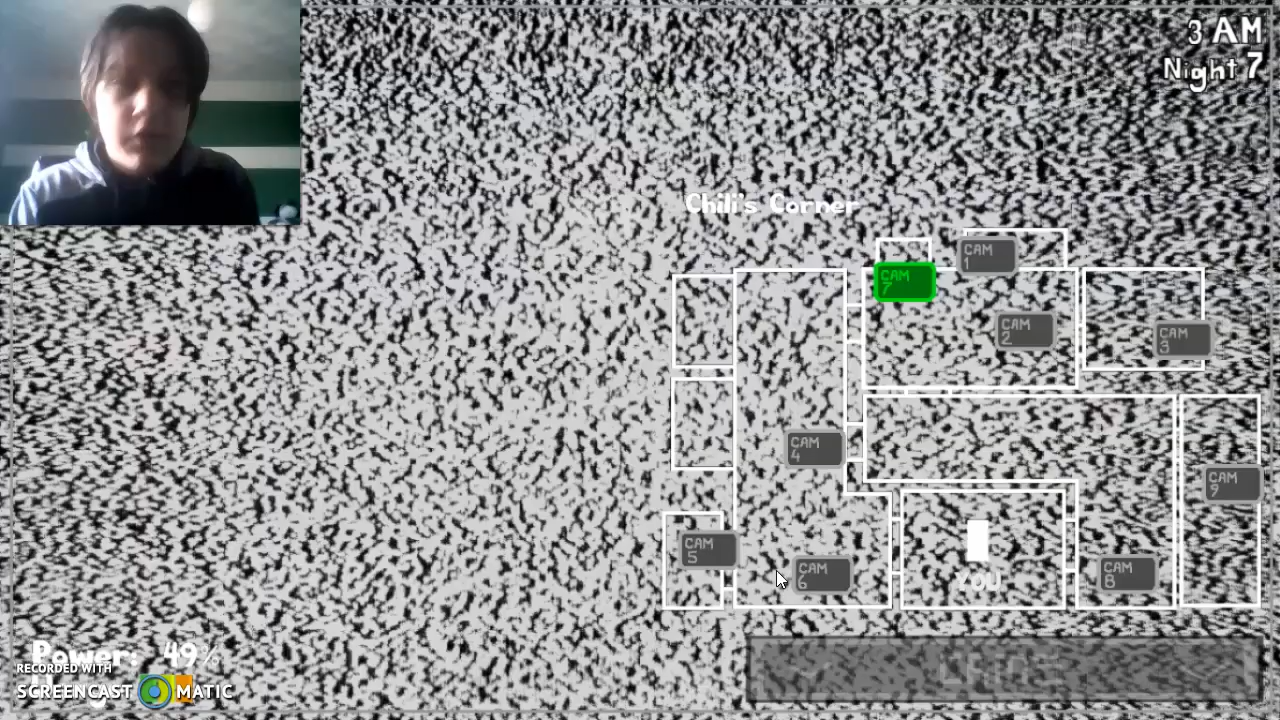 3 AM
Night 7
Chili's Corner
CAM
1
CAM
7
CAM
2
CAM
3
CAM
4
CAM
9
CAM
5
CAM
6
CAM
8
YOU
Power: 49%
RECORDED WITH
SCREENCAST MATIC